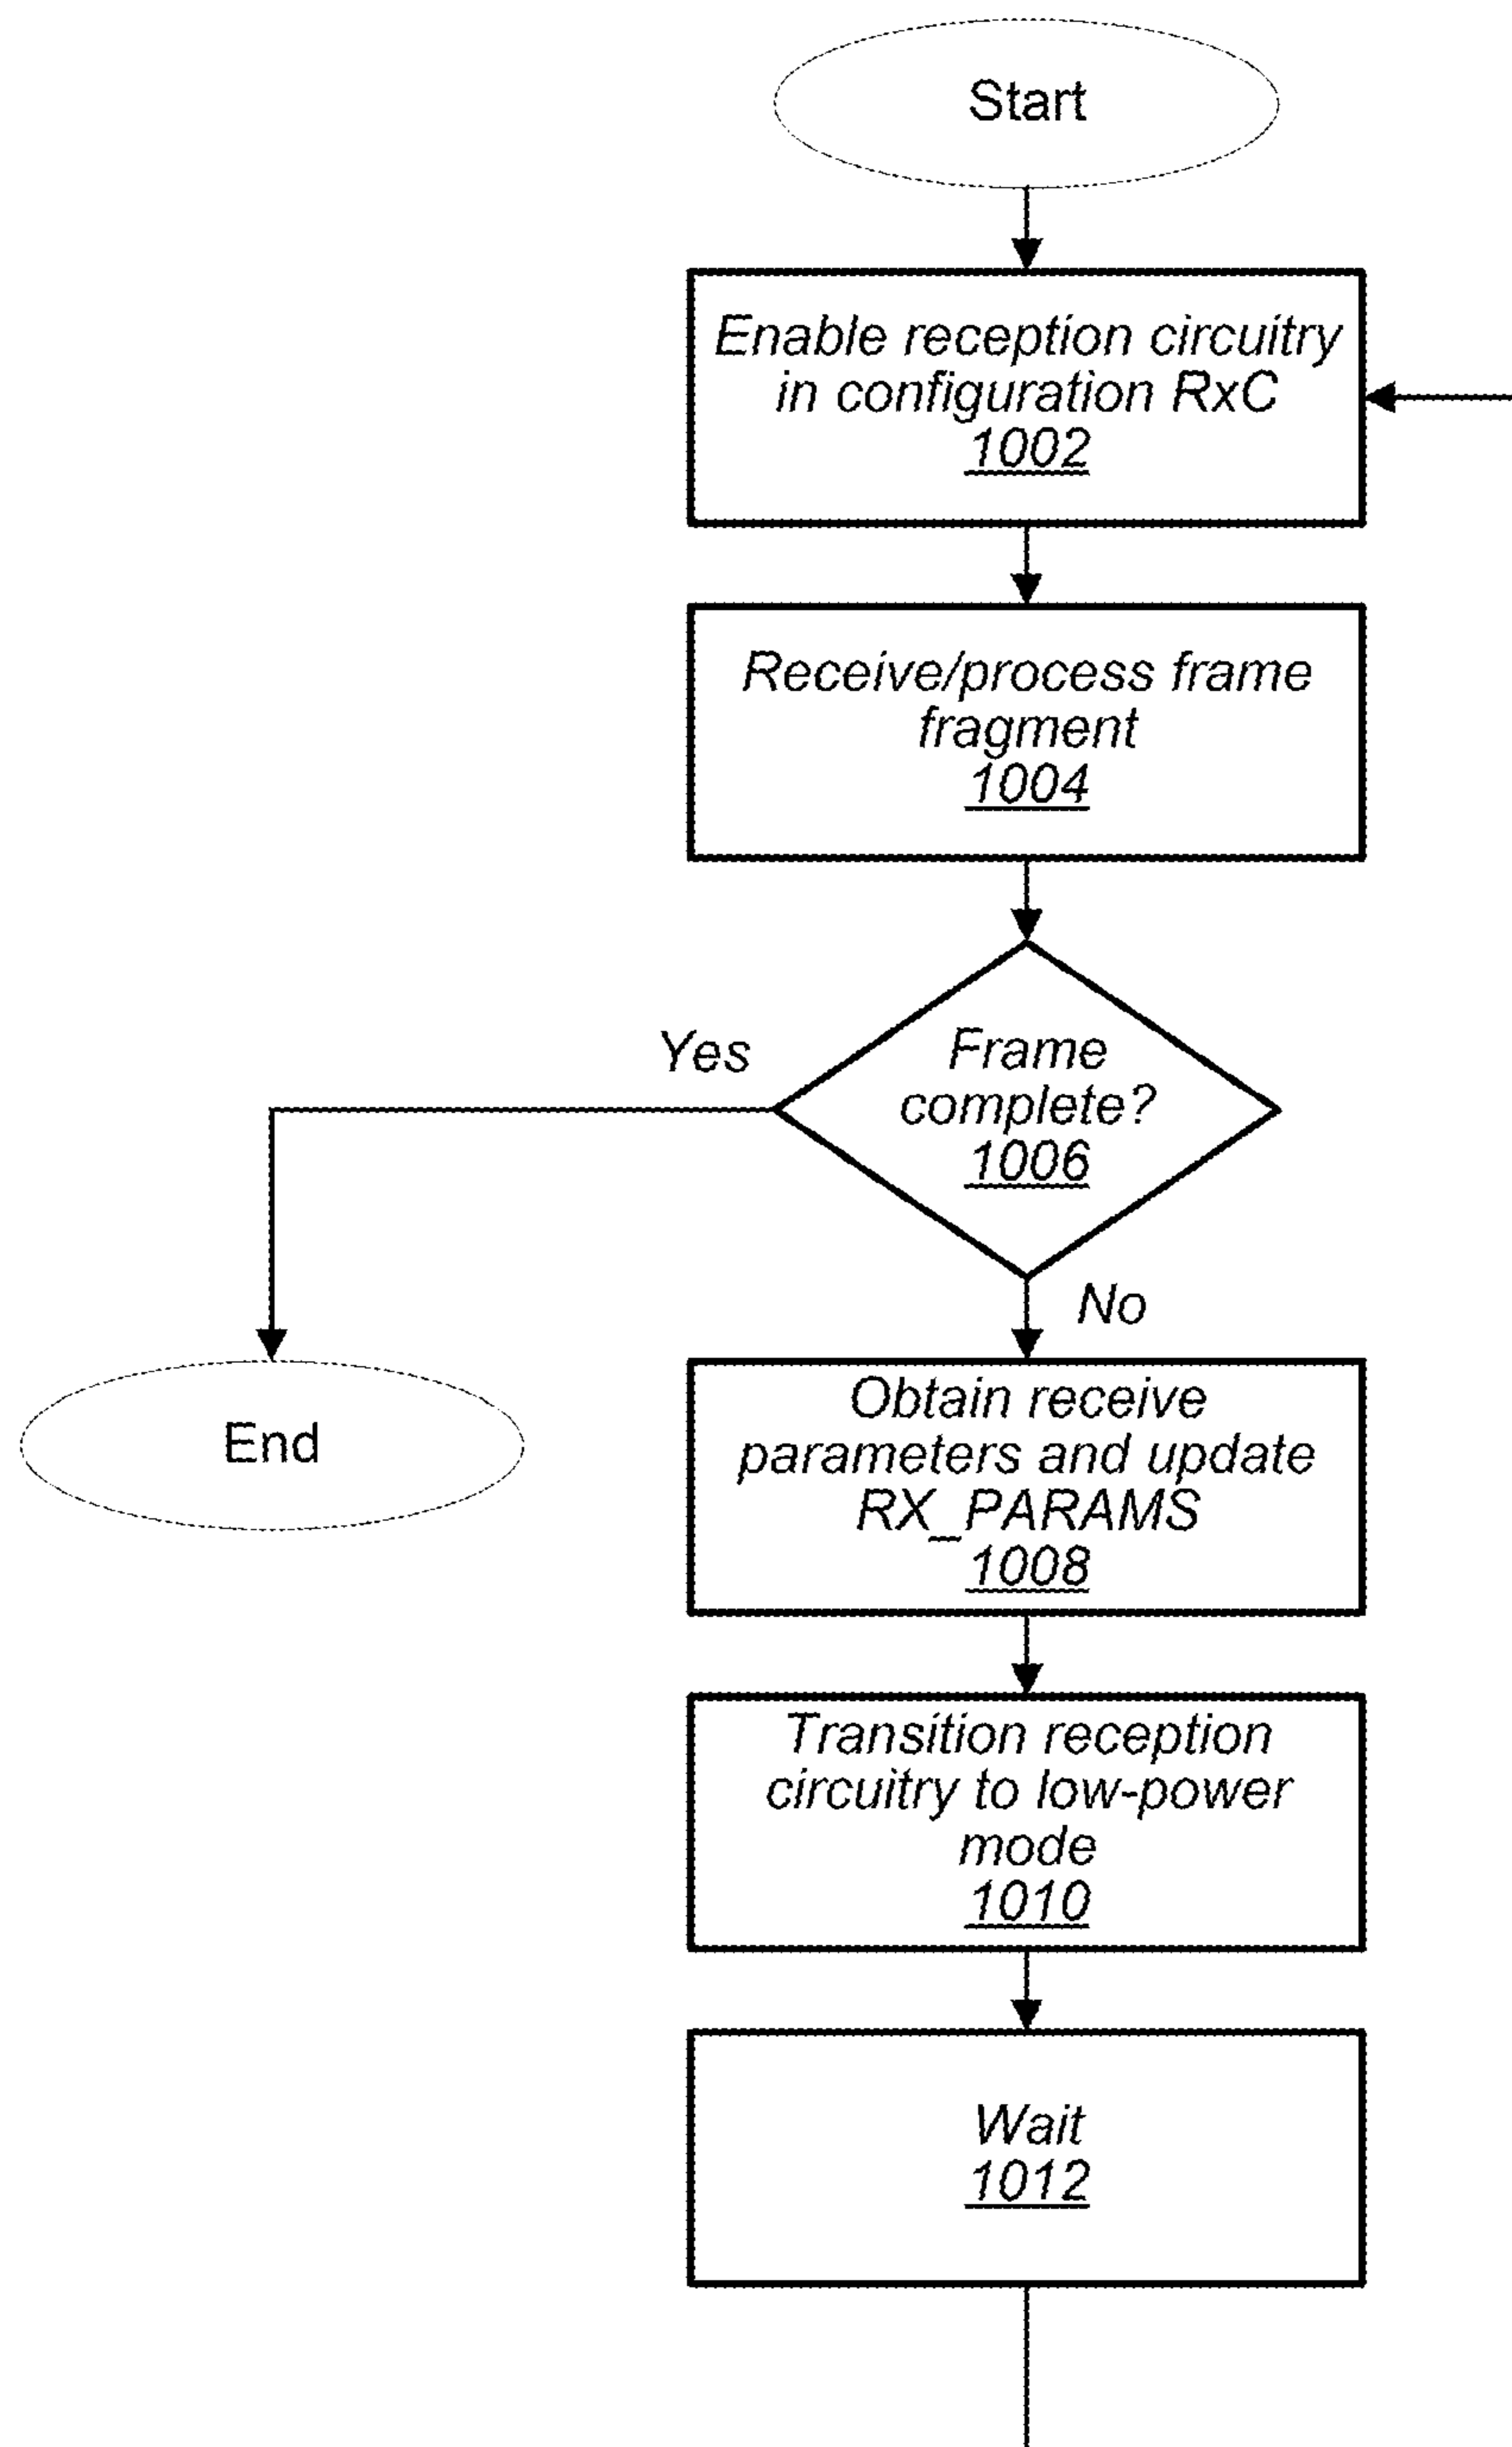 Start
Enable reception circuitry
in configuration RxC
1002
Receive/process frame
fragment
1004
Yes
Frame
complete?
1006
No
End
Obtain receive
parameters and update
RX_PARAMS
1008
Transition reception
circuitry to low-power
mode
1010
Wait
1012